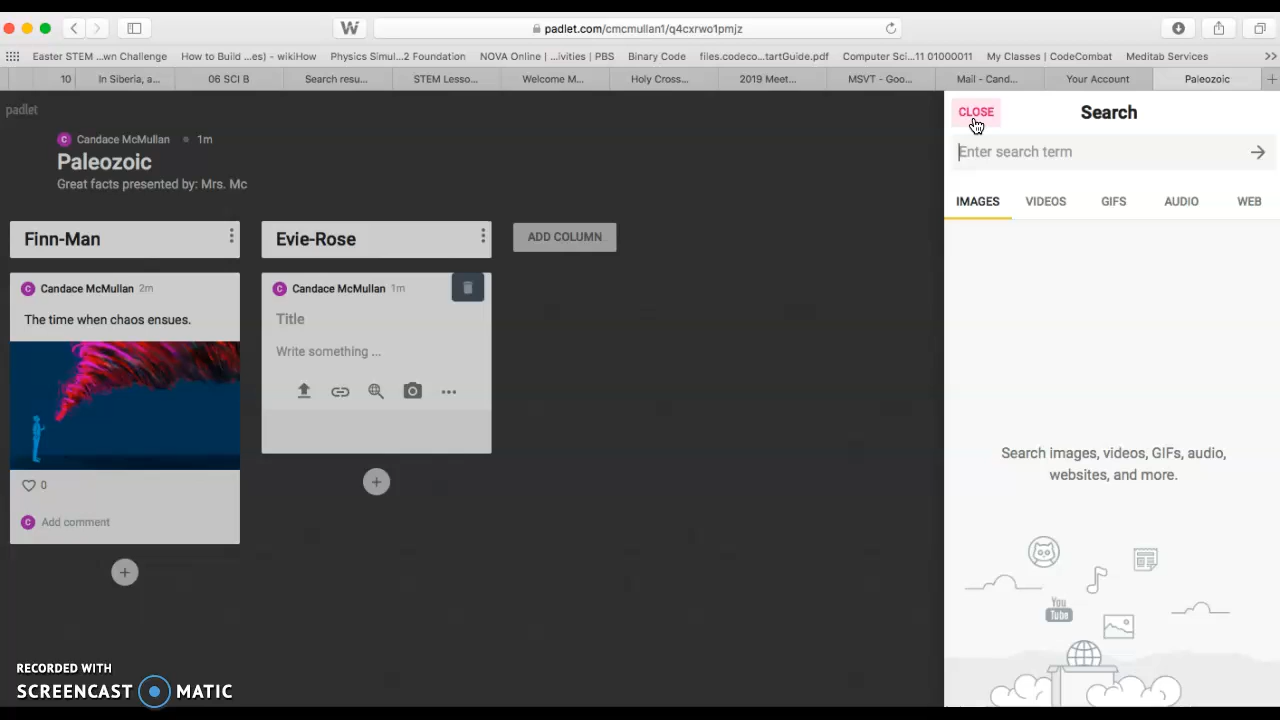 padlet.com/cmcmullan1/q4cxrwo1pmjz
Easter STEM ...wn Challenge How to Build ...es) - wikiHow Physics Simul...2 Foundation NOVA Online | ...ivities | PBS Binary Code files.codeco...tartGuide.pdf Computer Sci...11 01000011 My Classes | CodeCombat Meditab Services
10 In Siberia, a... 06 SCI B Search resu... STEM Lesso... Welcome M... Holy Cross... 2019 Meet... MSVT - Goo... Mail - Cand... Your Account Paleozoic
padlet
C Candace McMullan 1m
Paleozoic
Great facts presented by: Mrs. Mc
Finn-Man
Evie-Rose
ADD COLUMN
C Candace McMullan 2m
The time when chaos ensues.
0
C Add comment
C Candace McMullan 1m
Title
Write something ...
CLOSE Search
Enter search term
IMAGES VIDEOS GIFS AUDIO WEB
Search images, videos, GIFs, audio,
websites, and more.
You
Tube
RECORDED WITH
SCREENCAST MATIC